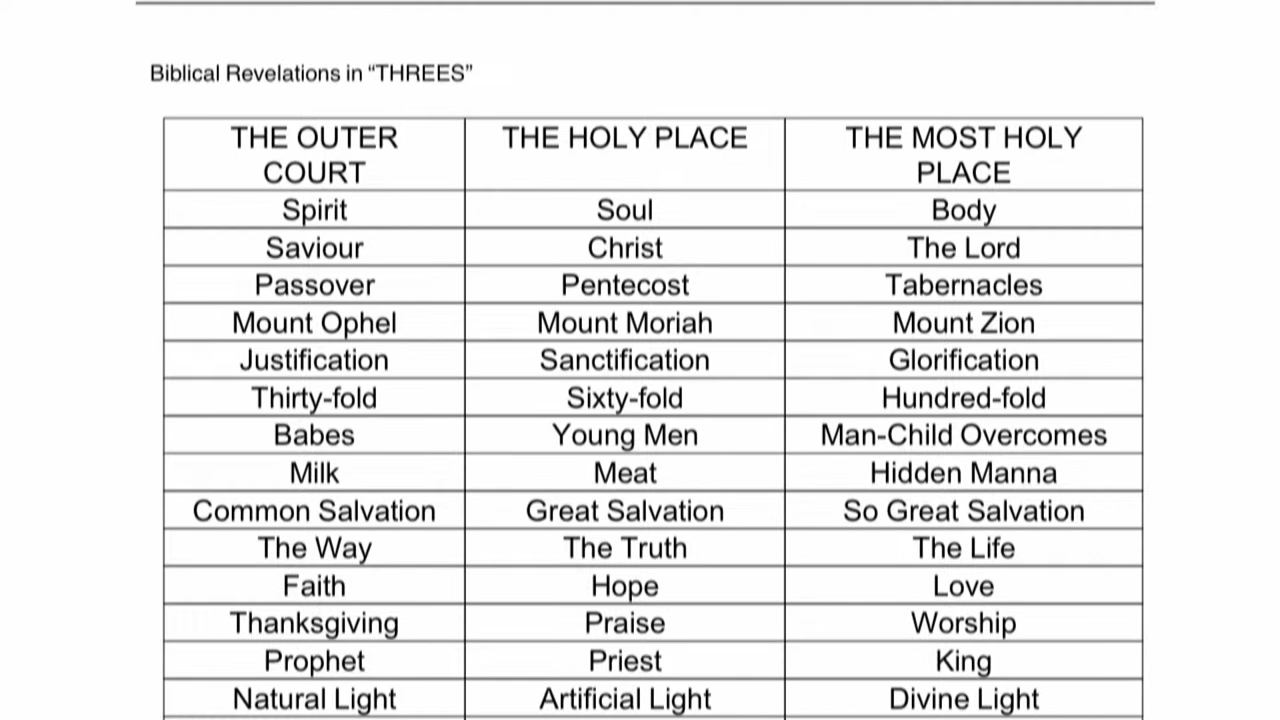 Biblical Revelations in “THREES”
THE OUTER COURT THE HOLY PLACE THE MOST HOLY PLACE
Spirit Soul Body
Saviour Christ The Lord
Passover Pentecost Tabernacles
Mount Ophel Mount Moriah Mount Zion
Justification Sanctification Glorification
Thirty-fold Sixty-fold Hundred-fold
Babes Young Men Man-Child Overcomes
Milk Meat Hidden Manna
Common Salvation Great Salvation So Great Salvation
The Way The Truth The Life
Faith Hope Love
Thanksgiving Praise Worship
Prophet Priest King
Natural Light Artificial Light Divine Light